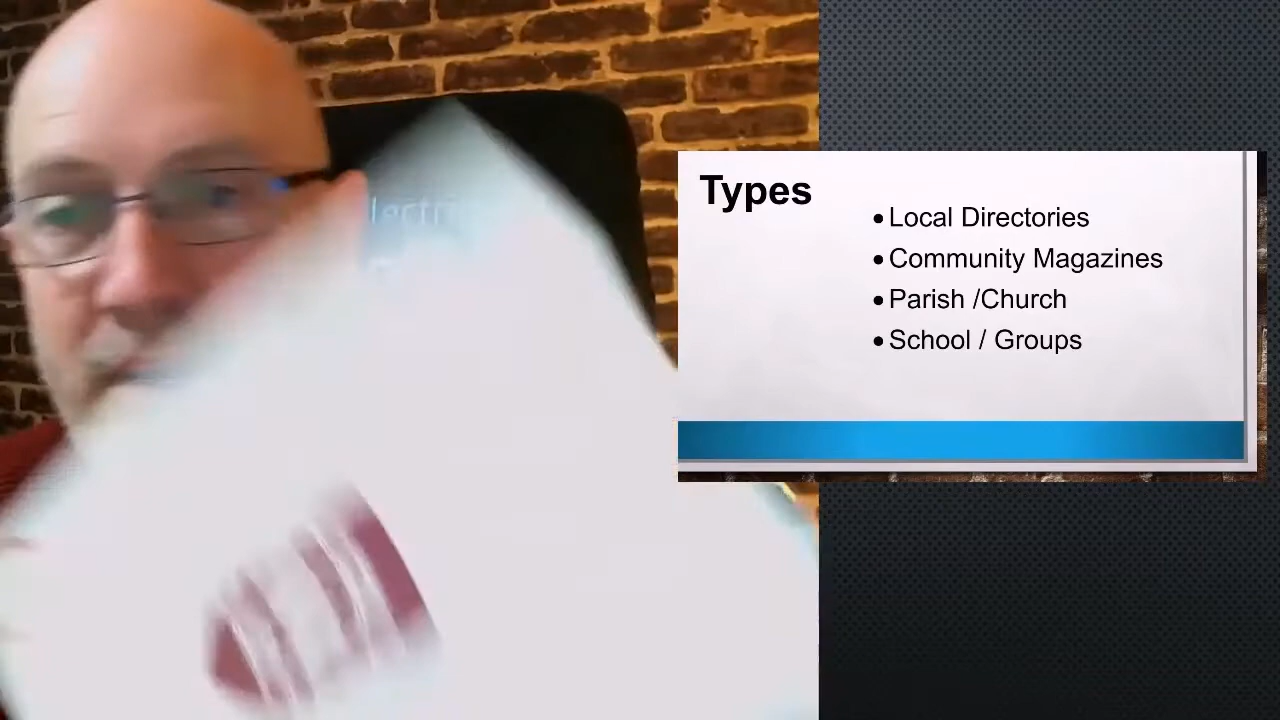 Types
• Local Directories
• Community Magazines
• Parish /Church
• School / Groups